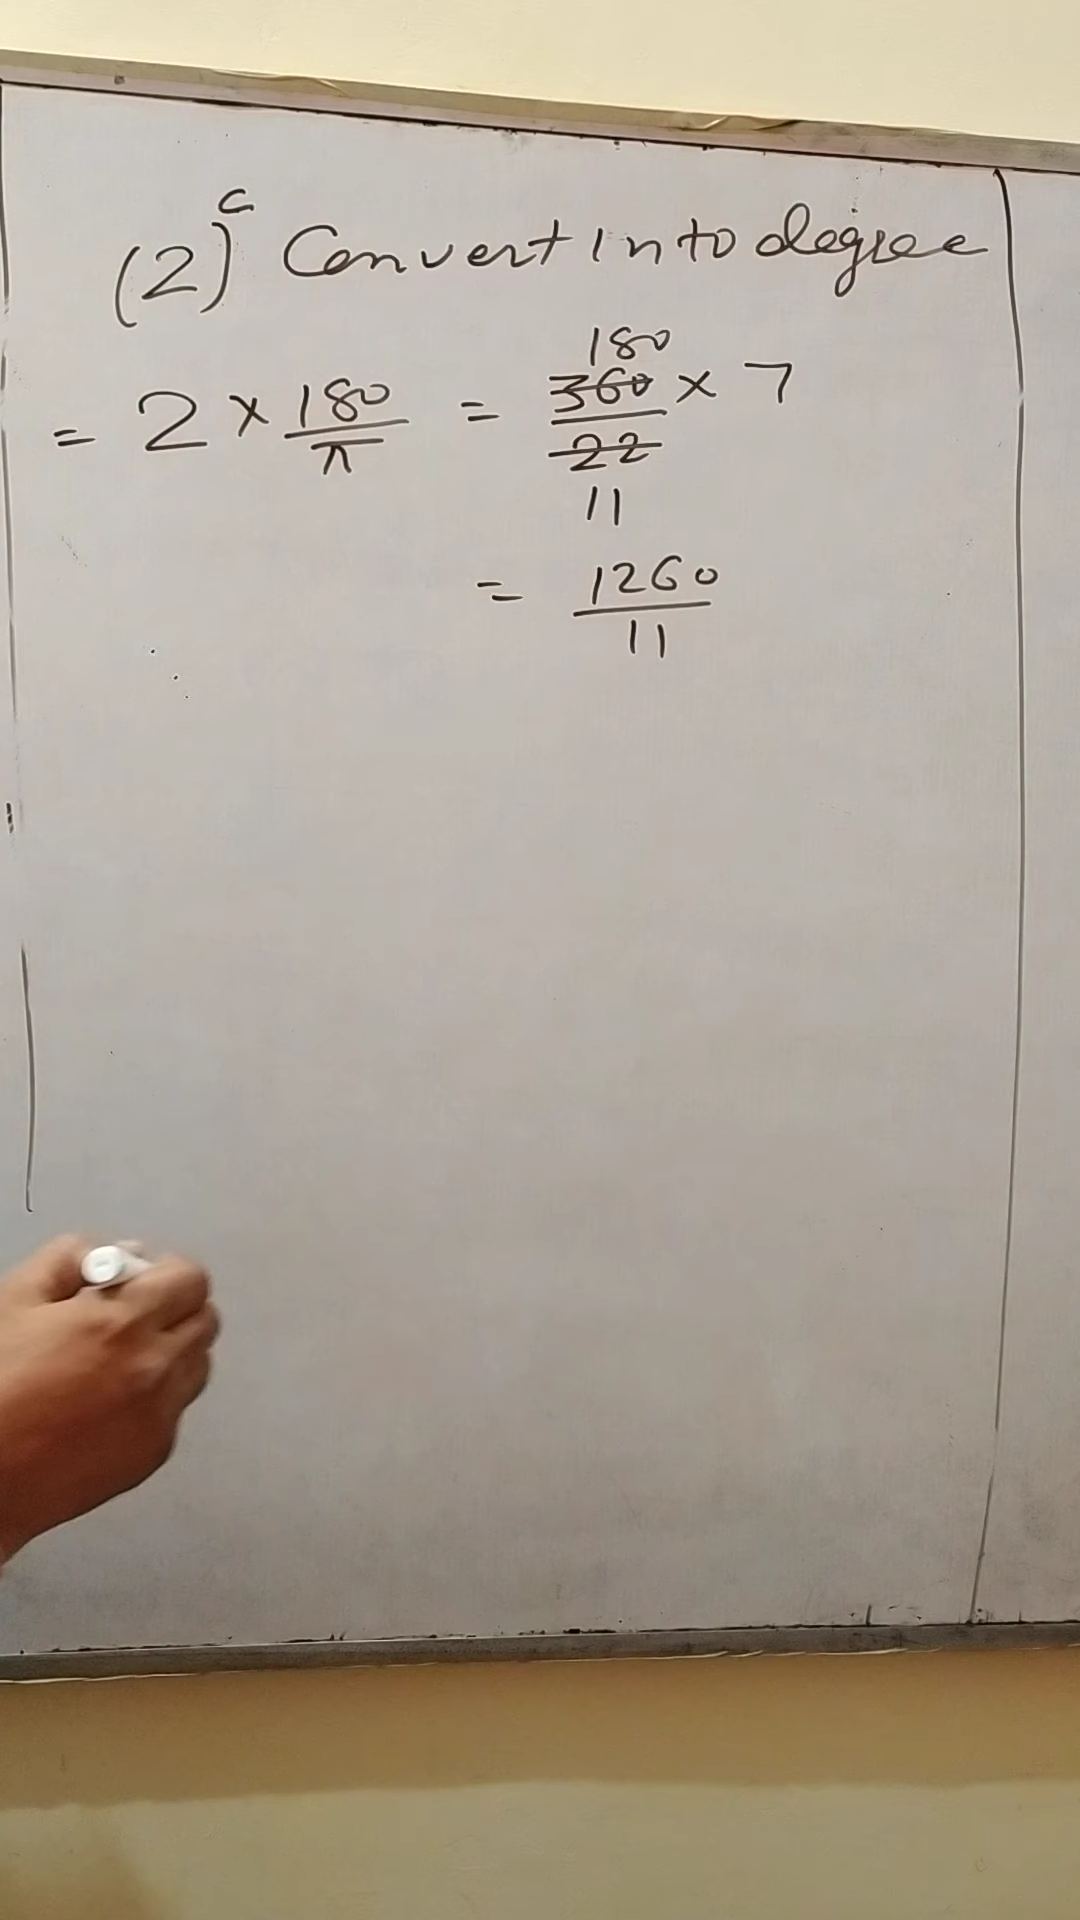 (2)ᶜ Convert into degree
= 2 × 180/π = 360/22 × 7
180
11
= 1260/11